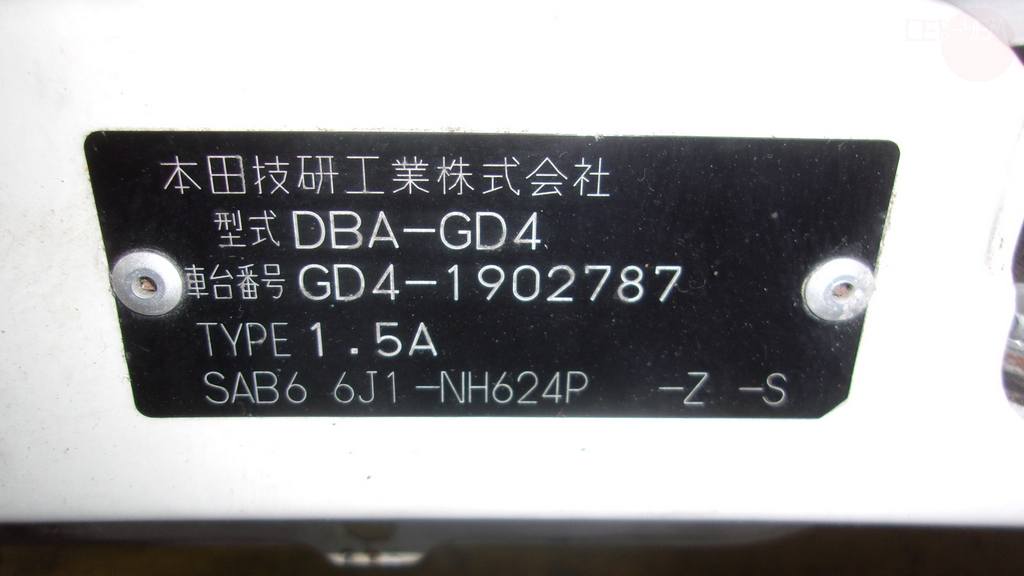 本田技研工業株式会社
型式 DBA-GD4
車台番号 GD4-1902787
TYPE 1.5A
SAB6 6J1-NH624P -Z -S